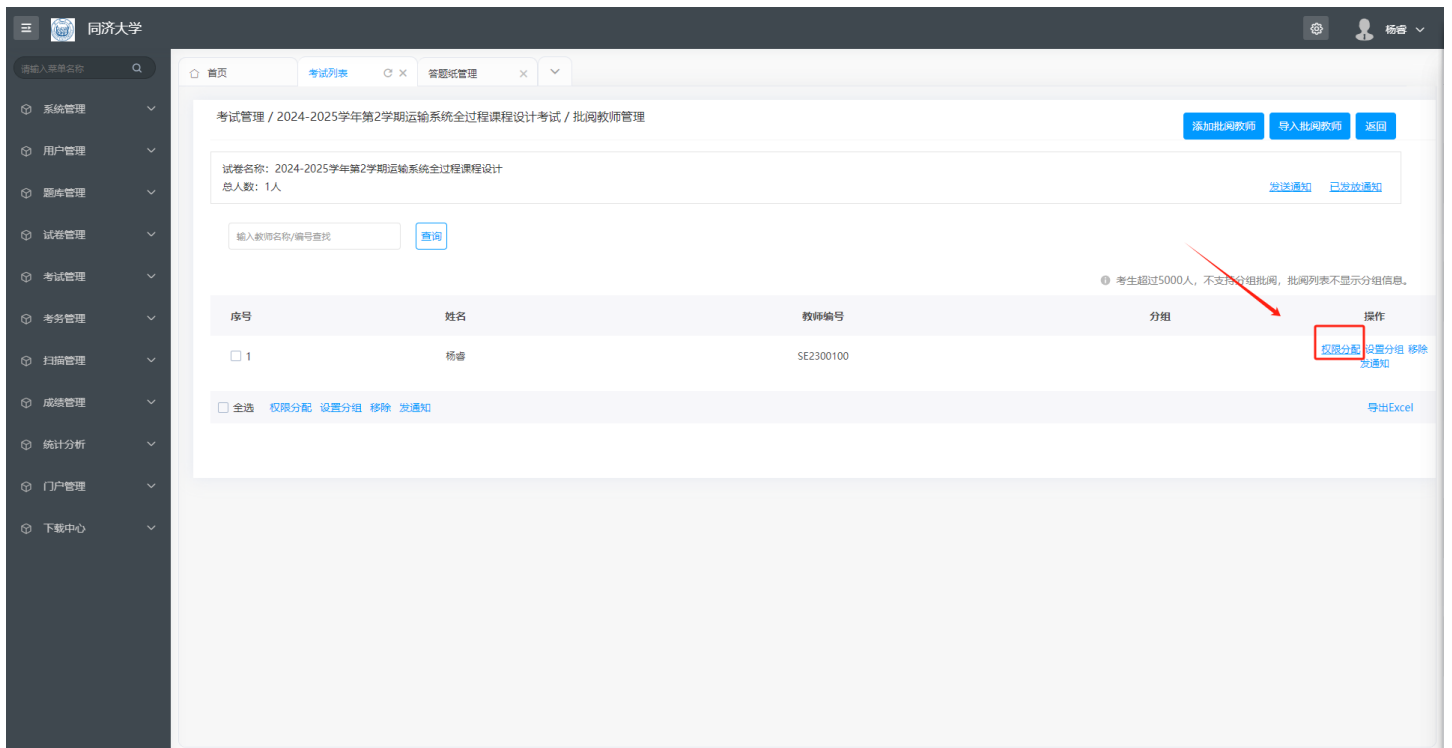 同济大学
杨睿
请输入菜单名称
首页
考试列表
答题纸管理
系统管理
用户管理
题库管理
试卷管理
考试管理
考务管理
扫描管理
成绩管理
统计分析
门户管理
下载中心
考试管理 / 2024-2025学年第2学期运输系统全过程课程设计考试 / 批阅教师管理
添加批阅教师 导入批阅教师 返回
试卷名称：2024-2025学年第2学期运输系统全过程课程设计
总人数：1人
发送通知 已发放通知
输入教师名称/编号查找 查询
考生超过5000人，不支持分组批阅，批阅列表不显示分组信息。
序号 姓名 教师编号 分组 操作
1 杨睿 SE2300100 权限分配 设置分组 移除
发通知
全选 权限分配 设置分组 移除 发通知 导出Excel